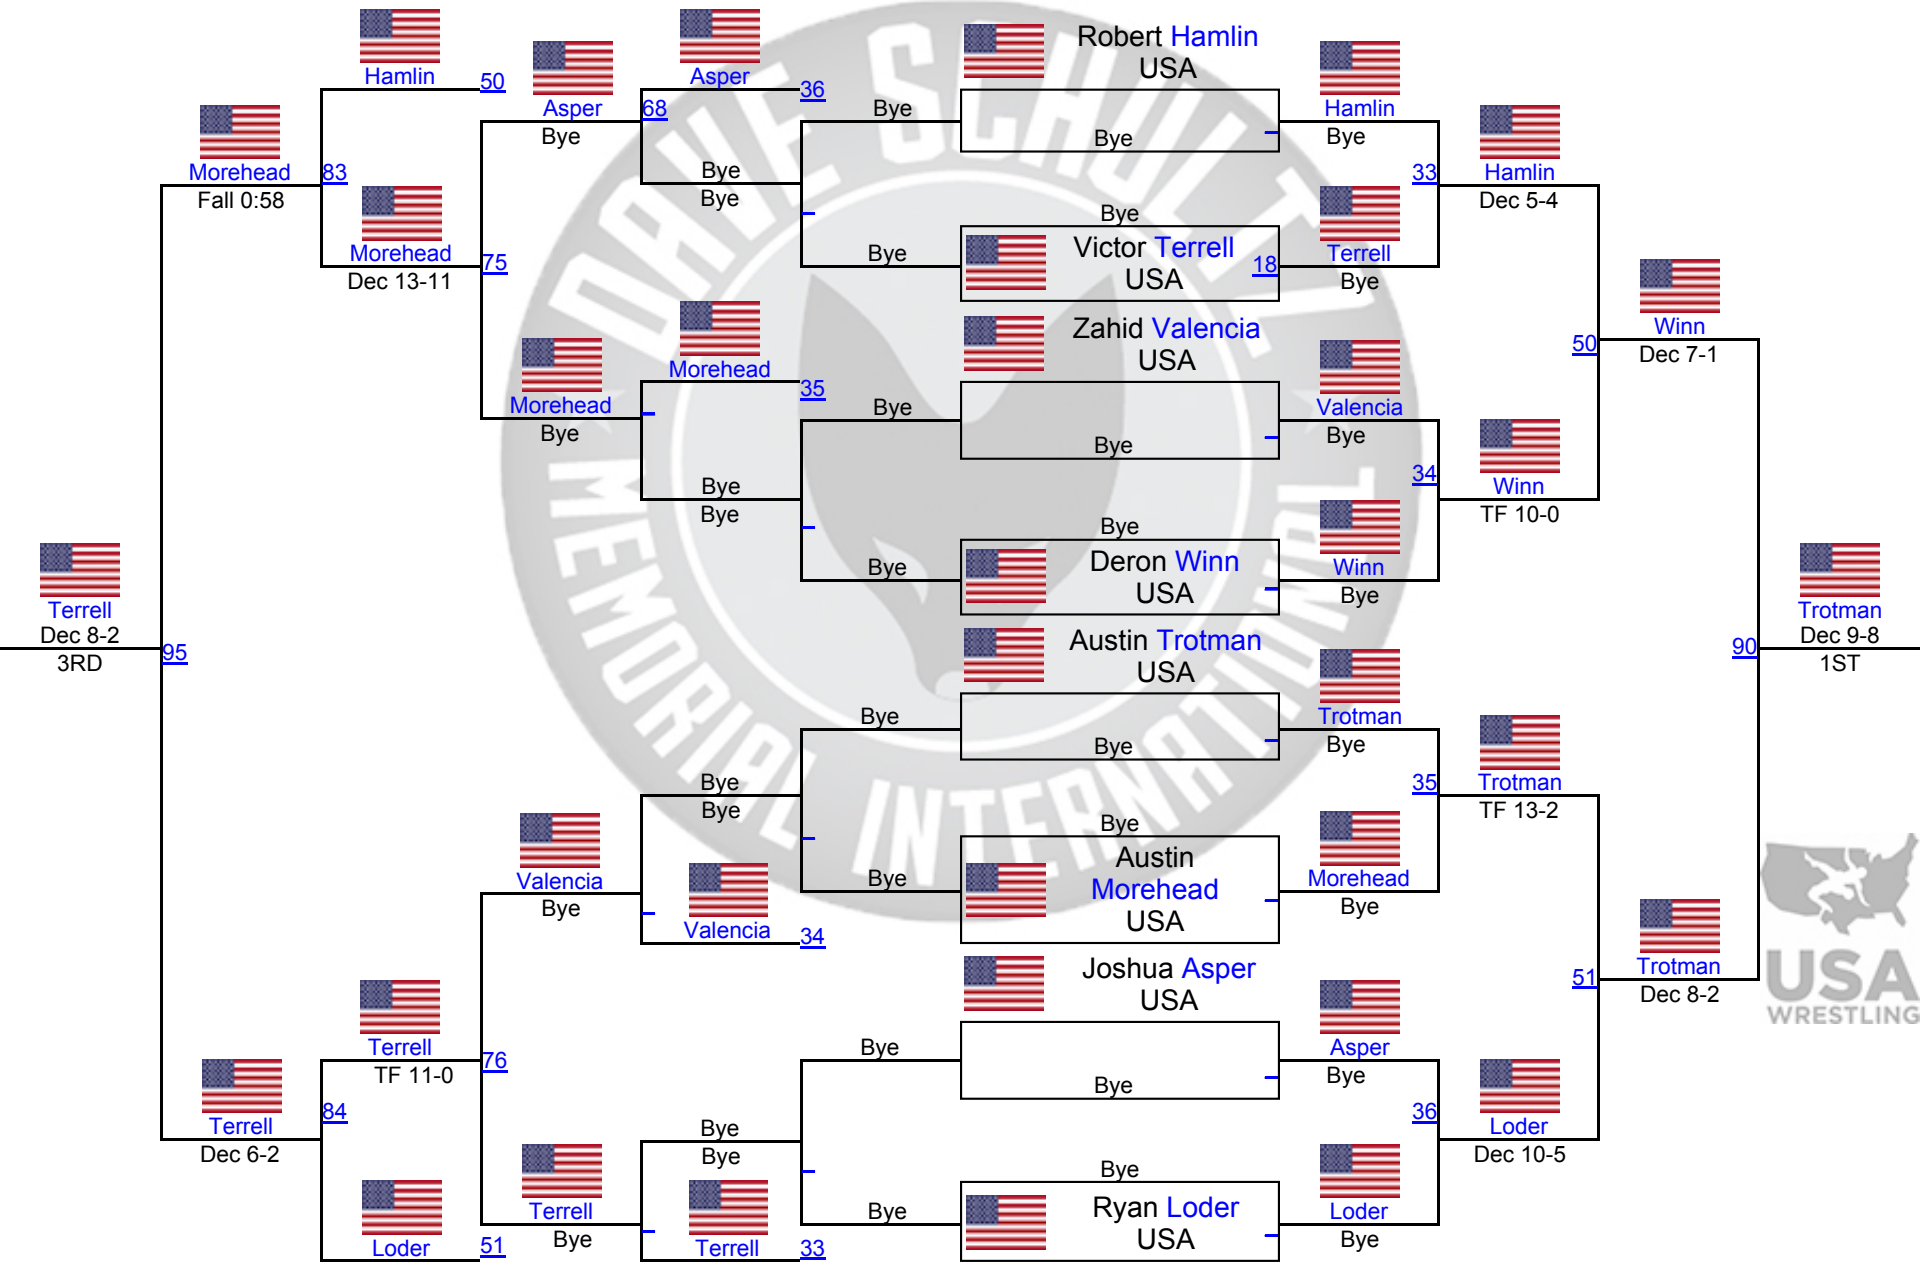 Hamlin
50
Asper
36
Robert Hamlin
USA
Hamlin
Bye
Asper
Bye
68
Bye
Bye
Morehead
Fall 0:58
83
Bye
Bye
33
Hamlin
Dec 5-4
Morehead
Dec 13-11
75
Bye
Bye
Victor Terrell
USA
18
Terrell
Bye
Morehead
35
Zahid Valencia
USA
Winn
Dec 7-1
50
Morehead
Bye
Bye
Bye
Valencia
Bye
34
Winn
TF 10-0
Bye
Bye
Bye
Bye
Deron Winn
USA
Winn
Bye
Terrell
Dec 8-2
3RD
95
Austin Trotman
USA
90
Trotman
Dec 9-8
1ST
Bye
Bye
Trotman
Bye
35
Trotman
TF 13-2
Bye
Bye
Bye
Bye
Austin
Morehead
USA
Morehead
Bye
Valencia
Bye
Valencia
34
Joshua Asper
USA
51
Trotman
Dec 8-2
Terrell
TF 11-0
76
Bye
Bye
Asper
Bye
36
Loder
Dec 10-5
Terrell
Dec 6-2
84
Bye
Bye
Bye
Bye
Ryan Loder
USA
Loder
Bye
Terrell
Bye
Loder
51
Terrell
33
DAVE SCHULTZ
MEMORIAL INTERNATIONAL
USA
WRESTLING